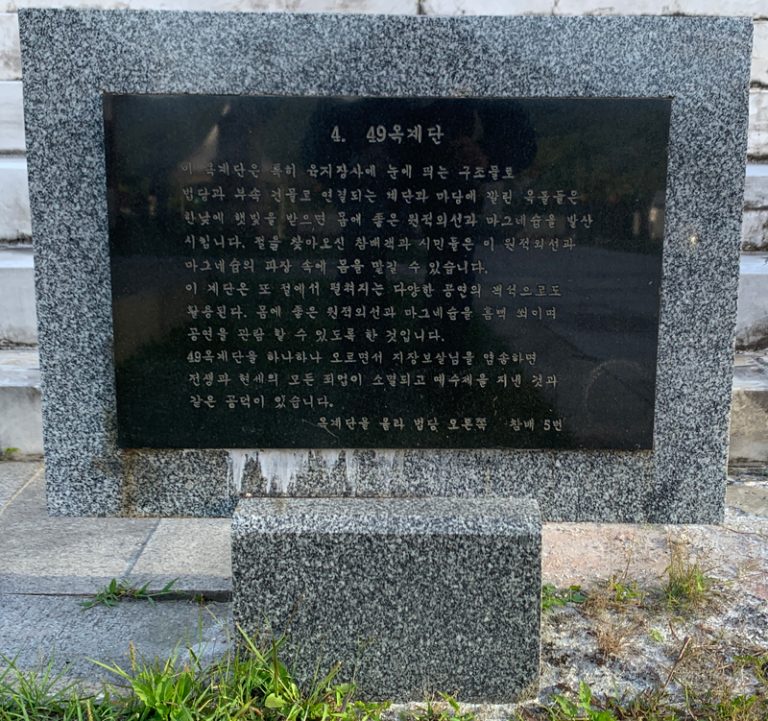 4. 49옥계단
이 옥계단은 특히 육지장사에 눈에 띄는 구조물로
법당과 부속 건물로 연결되는 계단과 마당에 깔린 옥돌들은
한낮에 햇빛을 받으면 몸에 좋은 원적외선과 마그네슘을 발산
시킵니다. 절을 찾아오신 참배객과 시민들은 이 원적외선과
마그네슘의 파장 속에 몸을 맡길 수 있습니다.
이 계단은 또 절에서 펼쳐지는 다양한 공연의 객석으로도
활용된다. 몸에 좋은 원적외선과 마그네슘을 흠뻑 쐬이며
공연을 관람 할 수 있도록 한 것입니다.
49옥계단을 하나하나 오르면서 지장보살님을 염송하면
전생과 현세의 모든 죄업이 소멸되고 예수제를 지낸 것과
같은 공덕이 있습니다.
옥계단을 올라 법당 오른쪽 참배 5번